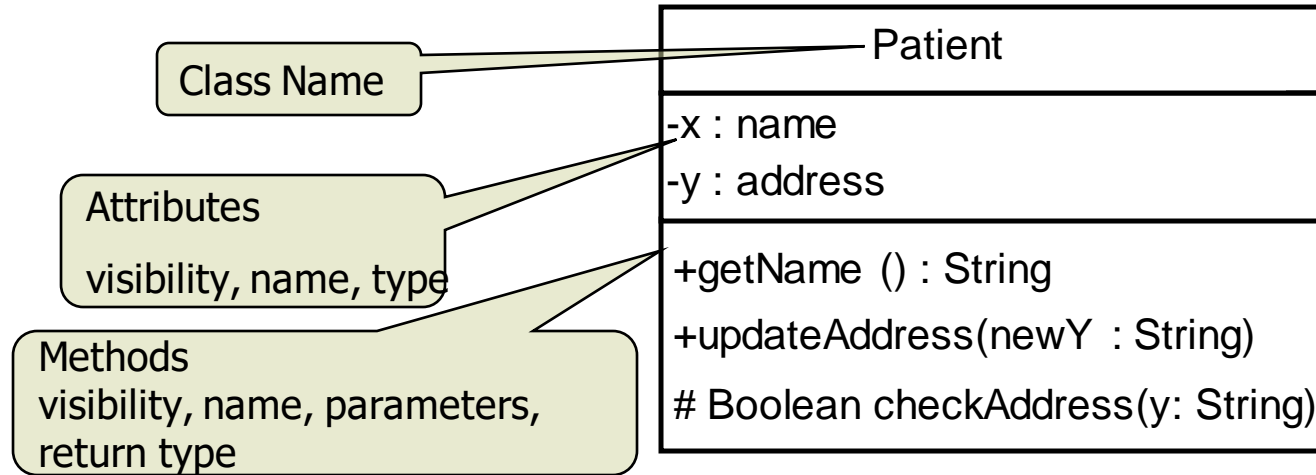 Class Name
Patient
-x : name
-y : address
Attributes
visibility, name, type
+getName () : String
+updateAddress(newY : String)
# Boolean checkAddress(y: String)
Methods
visibility, name, parameters,
return type